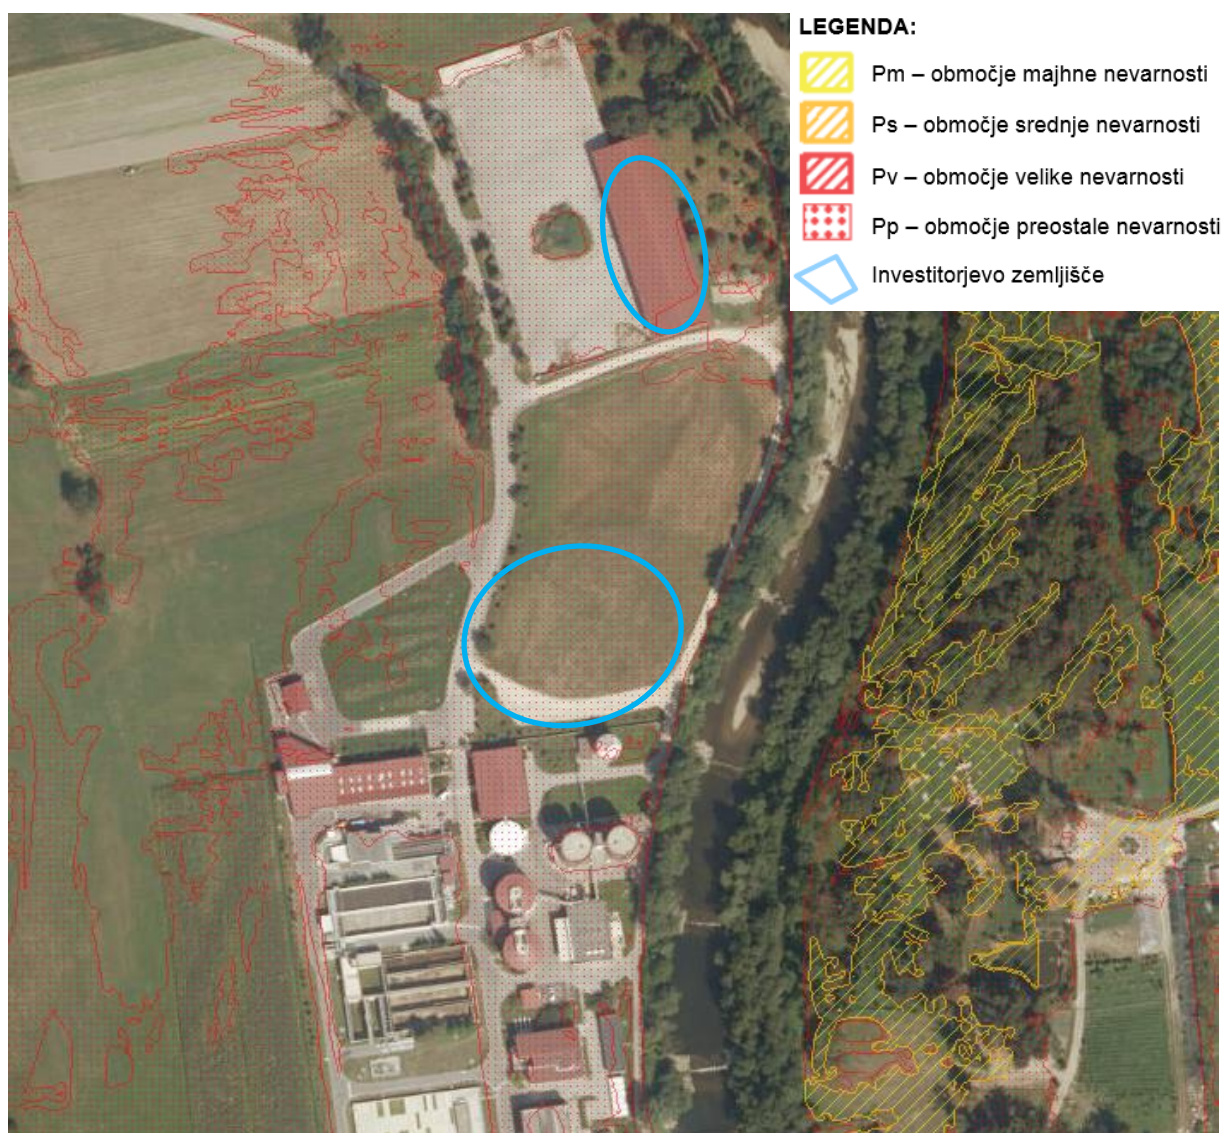 LEGENDA:
Pm – območje majhne nevarnosti
Ps – območje srednje nevarnosti
Pv – območje velike nevarnosti
Pp – območje preostale nevarnosti
Investitorjevo zemljišče